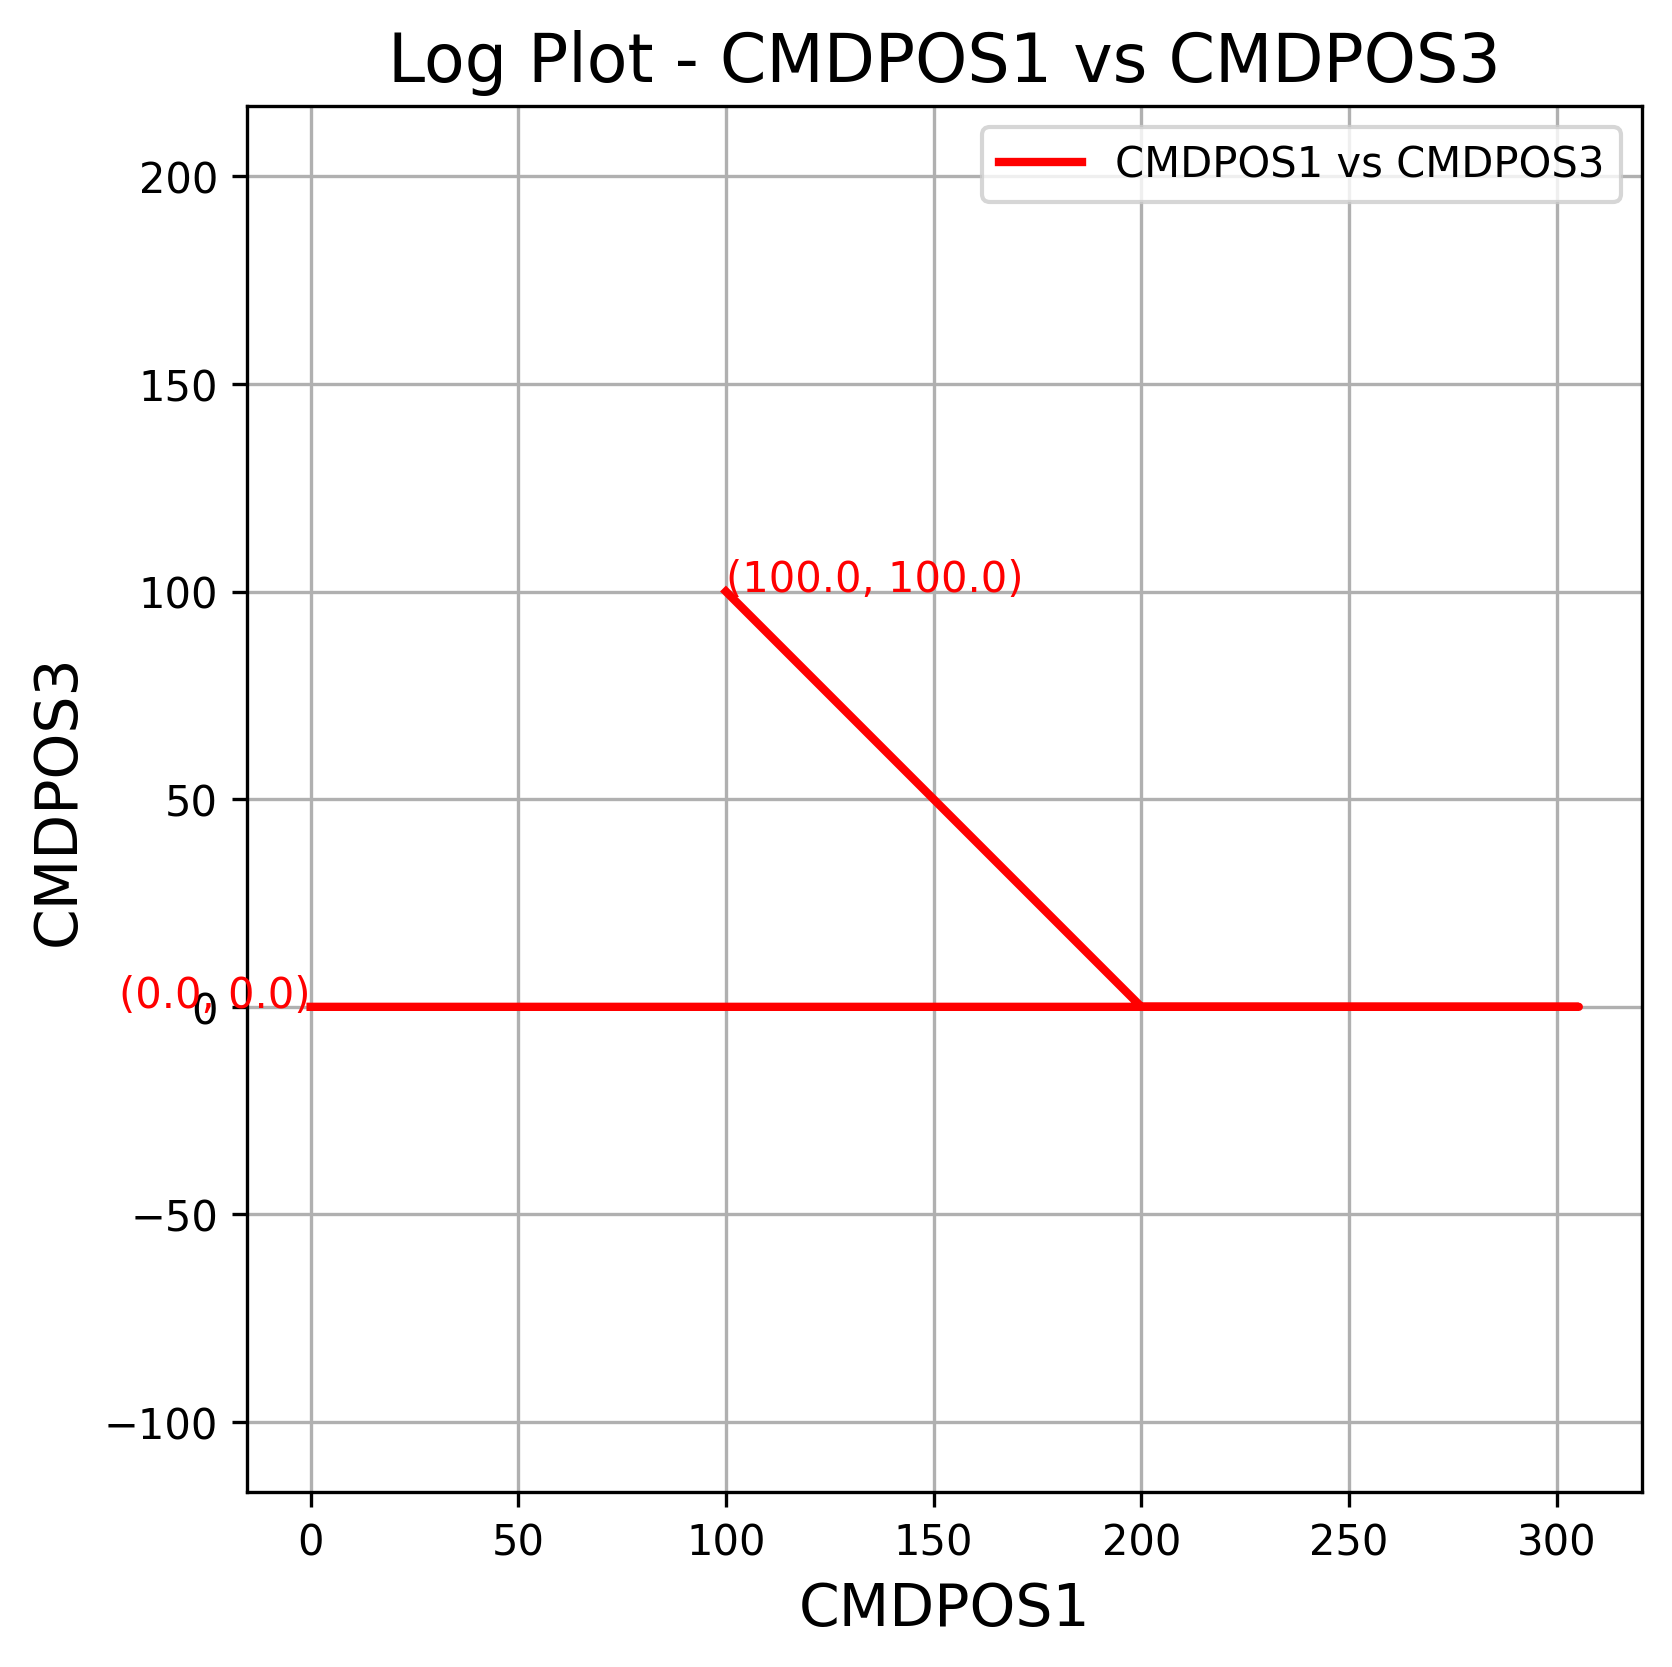 Log Plot - CMDPOS1 vs CMDPOS3
CMDPOS1 vs CMDPOS3
200
150
100
50
0
−50
−100
(100.0, 100.0)
(0.0, 0.0)
CMDPOS3
0 50 100 150 200 250 300
CMDPOS1